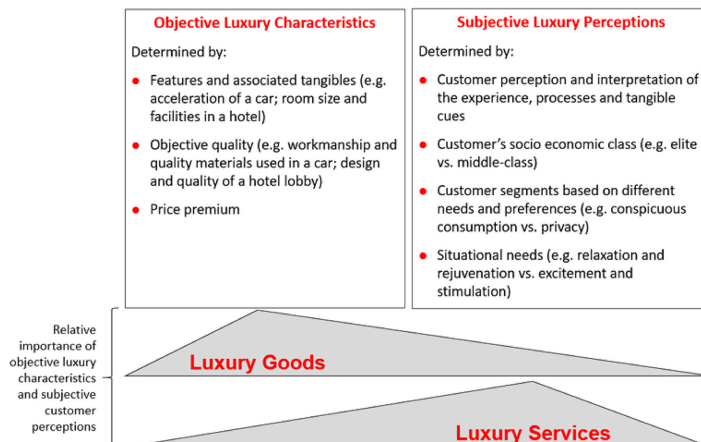 Objective Luxury Characteristics
Determined by:
● Features and associated tangibles (e.g.
acceleration of a car; room size and
facilities in a hotel)
● Objective quality (e.g. workmanship and
quality materials used in a car; design
and quality of a hotel lobby)
● Price premium
Subjective Luxury Perceptions
Determined by:
● Customer perception and interpretation of
the experience, processes and tangible
cues
● Customer's socio economic class (e.g. elite
vs. middle-class)
● Customer segments based on different
needs and preferences (e.g. conspicuous
consumption vs. privacy)
● Situational needs (e.g. relaxation and
rejuvenation vs. excitement and
stimulation)
Relative
importance of
objective luxury
characteristics
and subjective
customer
perceptions
Luxury Goods
Luxury Services